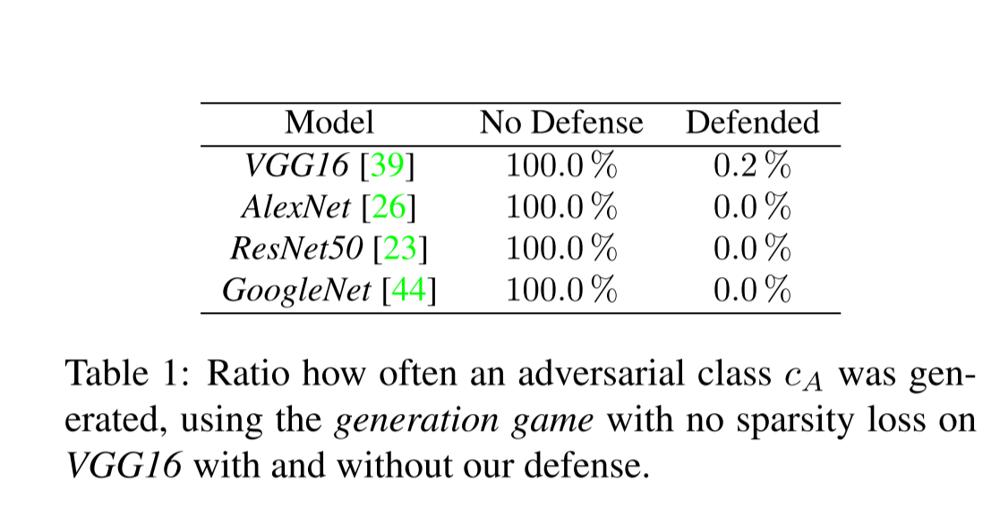 Model No Defense Defended
VGG16 [39] 100.0 % 0.2 %
AlexNet [26] 100.0 % 0.0 %
ResNet50 [23] 100.0 % 0.0 %
GoogleNet [44] 100.0 % 0.0 %
Table 1: Ratio how often an adversarial class c_A was gen-
erated, using the generation game with no sparsity loss on
VGG16 with and without our defense.